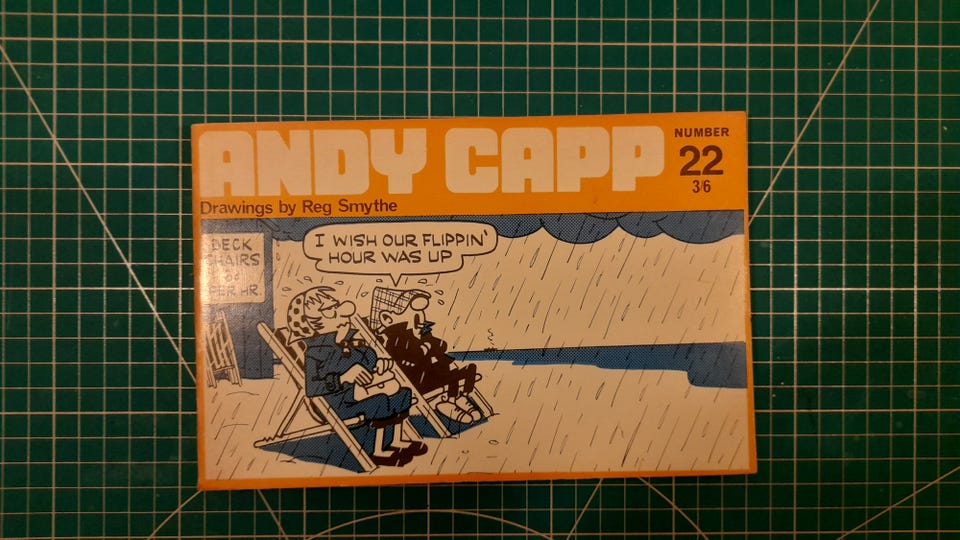 ANDY CAPP
NUMBER
22
3/6
Drawings by Reg Smythe
I WISH OUR FLIPPIN'
HOUR WAS UP
DECK
CHAIRS
PER HR